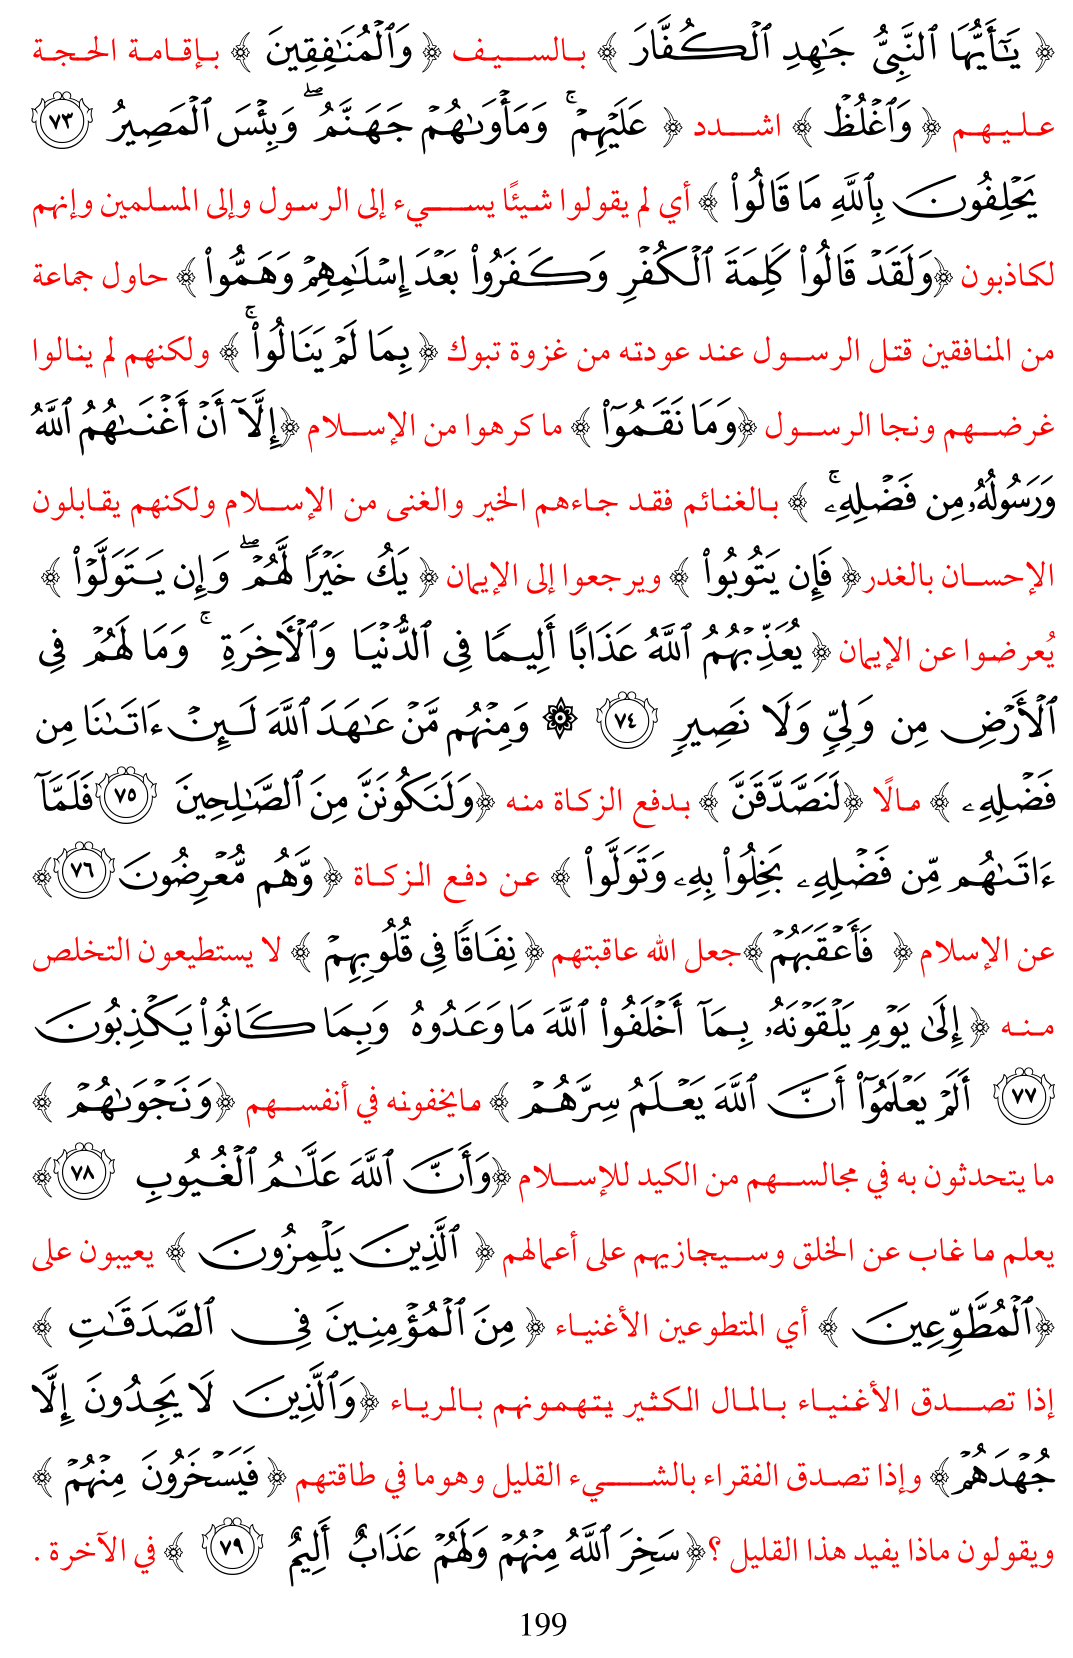 ﴿ يَٰٓأَيُّهَا ٱلنَّبِيُّ جَٰهِدِ ٱلۡكُفَّارَ ﴾ بالسيف ﴿ وَٱلۡمُنَٰفِقِينَ ﴾ بإقامة الحجة
عليهم ﴿ وَٱغۡلُظۡ ﴾ اشدد ﴿ عَلَيۡهِمۡۚ وَمَأۡوَىٰهُمۡ جَهَنَّمُۖ وَبِئۡسَ ٱلۡمَصِيرُ ٧٣
يَحۡلِفُونَ بِٱللَّهِ مَا قَالُواْ ﴾ أي لم يقولوا شيئًا يسيء إلى الرسول وإلى المسلمين وإنهم
لكاذبون ﴿وَلَقَدۡ قَالُواْ كَلِمَةَ ٱلۡكُفۡرِ وَكَفَرُواْ بَعۡدَ إِسۡلَٰمِهِمۡ وَهَمُّواْ﴾ حاول جماعة
من المنافقين قتل الرسول عند عودته من غزوة تبوك ﴿ بِمَا لَمۡ يَنَالُواْۚ ﴾ ولكنهم لم ينالوا
غرضهم ونجا الرسول ﴿وَمَا نَقَمُوٓاْ ﴾ ما كرهوا من الإسلام ﴿إِلَّآ أَنۡ أَغۡنَىٰهُمُ ٱللَّهُ
وَرَسُولُهُۥ مِن فَضۡلِهِۦۚ ﴾ بالغنائم فقد جاءهم الخير والغنى من الإسلام ولكنهم يقابلون
الإحسان بالغدر﴿ فَإِن يَتُوبُواْ ﴾ ويرجعوا إلى الإيمان ﴿ يَكُ خَيۡرٗا لَّهُمۡۖ وَإِن يَتَوَلَّوۡاْ ﴾
يُعرضوا عن الإيمان ﴿ يُعَذِّبۡهُمُ ٱللَّهُ عَذَابًا أَلِيمٗا فِي ٱلدُّنۡيَا وَٱلۡأٓخِرَةِۚ وَمَا لَهُمۡ فِي
ٱلۡأَرۡضِ مِن وَلِيّٖ وَلَا نَصِيرٖ ٧٤ ۞ وَمِنۡهُم مَّنۡ عَٰهَدَ ٱللَّهَ لَئِنۡ ءَاتَىٰنَا مِن
فَضۡلِهِۦ ﴾ مالًا ﴿لَنَصَّدَّقَنَّ ﴾ بدفع الزكاة منه ﴿وَلَنَكُونَنَّ مِنَ ٱلصَّٰلِحِينَ ٧٥ فَلَمَّآ
ءَاتَىٰهُم مِّن فَضۡلِهِۦ بَخِلُواْ بِهِۦ وَتَوَلَّواْ ﴾ عن دفع الزكاة ﴿ وَّهُم مُّعۡرِضُونَ ٧٦﴾
عن الإسلام ﴿ فَأَعۡقَبَهُمۡ ﴾جعل الله عاقبتهم ﴿ نِفَاقٗا فِي قُلُوبِهِمۡ ﴾ لا يستطيعون التخلص
منه ﴿ إِلَىٰ يَوۡمِ يَلۡقَوۡنَهُۥ بِمَآ أَخۡلَفُواْ ٱللَّهَ مَا وَعَدُوهُ وَبِمَا كَانُواْ يَكۡذِبُونَ
٧٧ أَلَمۡ يَعۡلَمُوٓاْ أَنَّ ٱللَّهَ يَعۡلَمُ سِرَّهُمۡ ﴾ مايخفونه في أنفسهم ﴿وَنَجۡوَىٰهُمۡ ﴾
ما يتحدثون به في مجالسهم من الكيد للإسلام ﴿وَأَنَّ ٱللَّهَ عَلَّٰمُ ٱلۡغُيُوبِ ٧٨﴾
يعلم ما غاب عن الخلق وسيجازيهم على أعمالهم ﴿ ٱلَّذِينَ يَلۡمِزُونَ ﴾ يعيبون على
﴿ٱلۡمُطَّوِّعِينَ ﴾ أي المتطوعين الأغنياء ﴿ مِنَ ٱلۡمُؤۡمِنِينَ فِي ٱلصَّدَقَٰتِ ﴾
إذا تصدق الأغنياء بالمال الكثير يتهمونهم بالرياء ﴿وَٱلَّذِينَ لَا يَجِدُونَ إِلَّا
جُهۡدَهُمۡ﴾ وإذا تصدق الفقراء بالشيء القليل وهوما في طاقتهم ﴿ فَيَسۡخَرُونَ مِنۡهُمۡ ﴾
ويقولون ماذا يفيد هذا القليل ؟﴿ سَخِرَ ٱللَّهُ مِنۡهُمۡ وَلَهُمۡ عَذَابٌ أَلِيمٌ ٧٩ ﴾ في الآخرة .
199